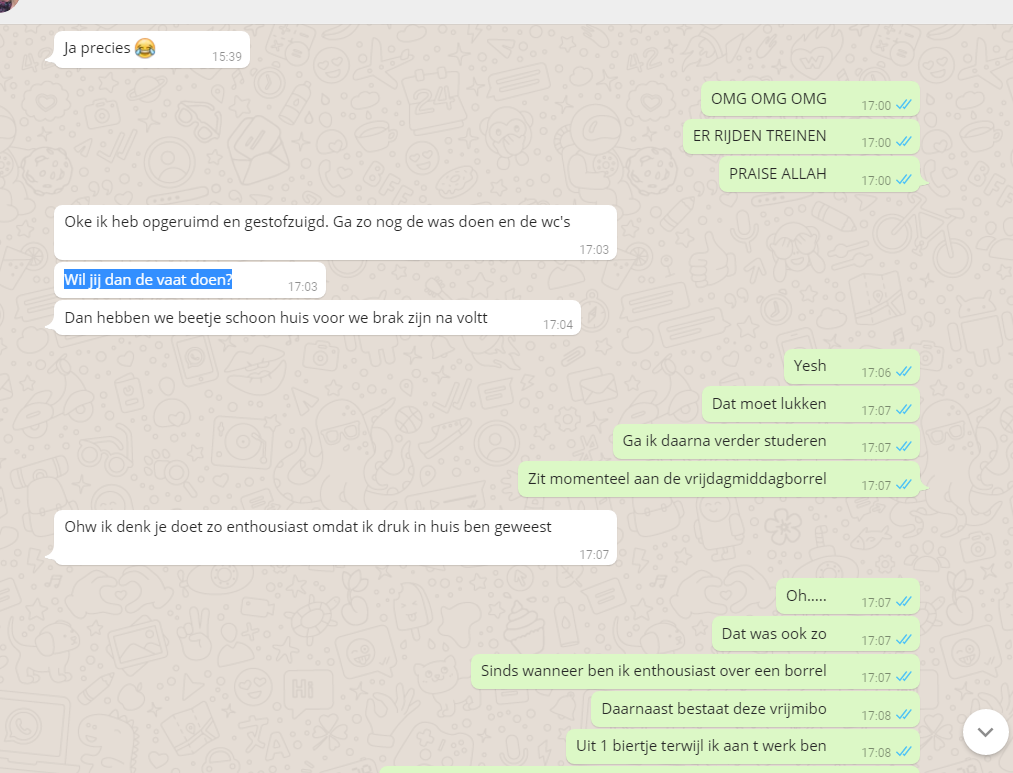 Ja precies 😂 15:39
OMG OMG OMG 17:00
ER RIJDEN TREINEN 17:00
PRAISE ALLAH 17:00
Oke ik heb opgeruimd en gestofzuigd. Ga zo nog de was doen en de wc's
17:03
Wil jij dan de vaat doen? 17:03
Dan hebben we beetje schoon huis voor we brak zijn na voltt 17:04
Yesh 17:06
Dat moet lukken 17:07
Ga ik daarna verder studeren 17:07
Zit momenteel aan de vrijdagmiddagborrel 17:07
Ohw ik denk je doet zo enthousiast omdat ik druk in huis ben geweest
17:07
Oh..... 17:07
Dat was ook zo 17:07
Sinds wanneer ben ik enthousiast over een borrel 17:07
Daarnaast bestaat deze vrijmibo 17:08
Uit 1 biertje terwijl ik aan t werk ben 17:08